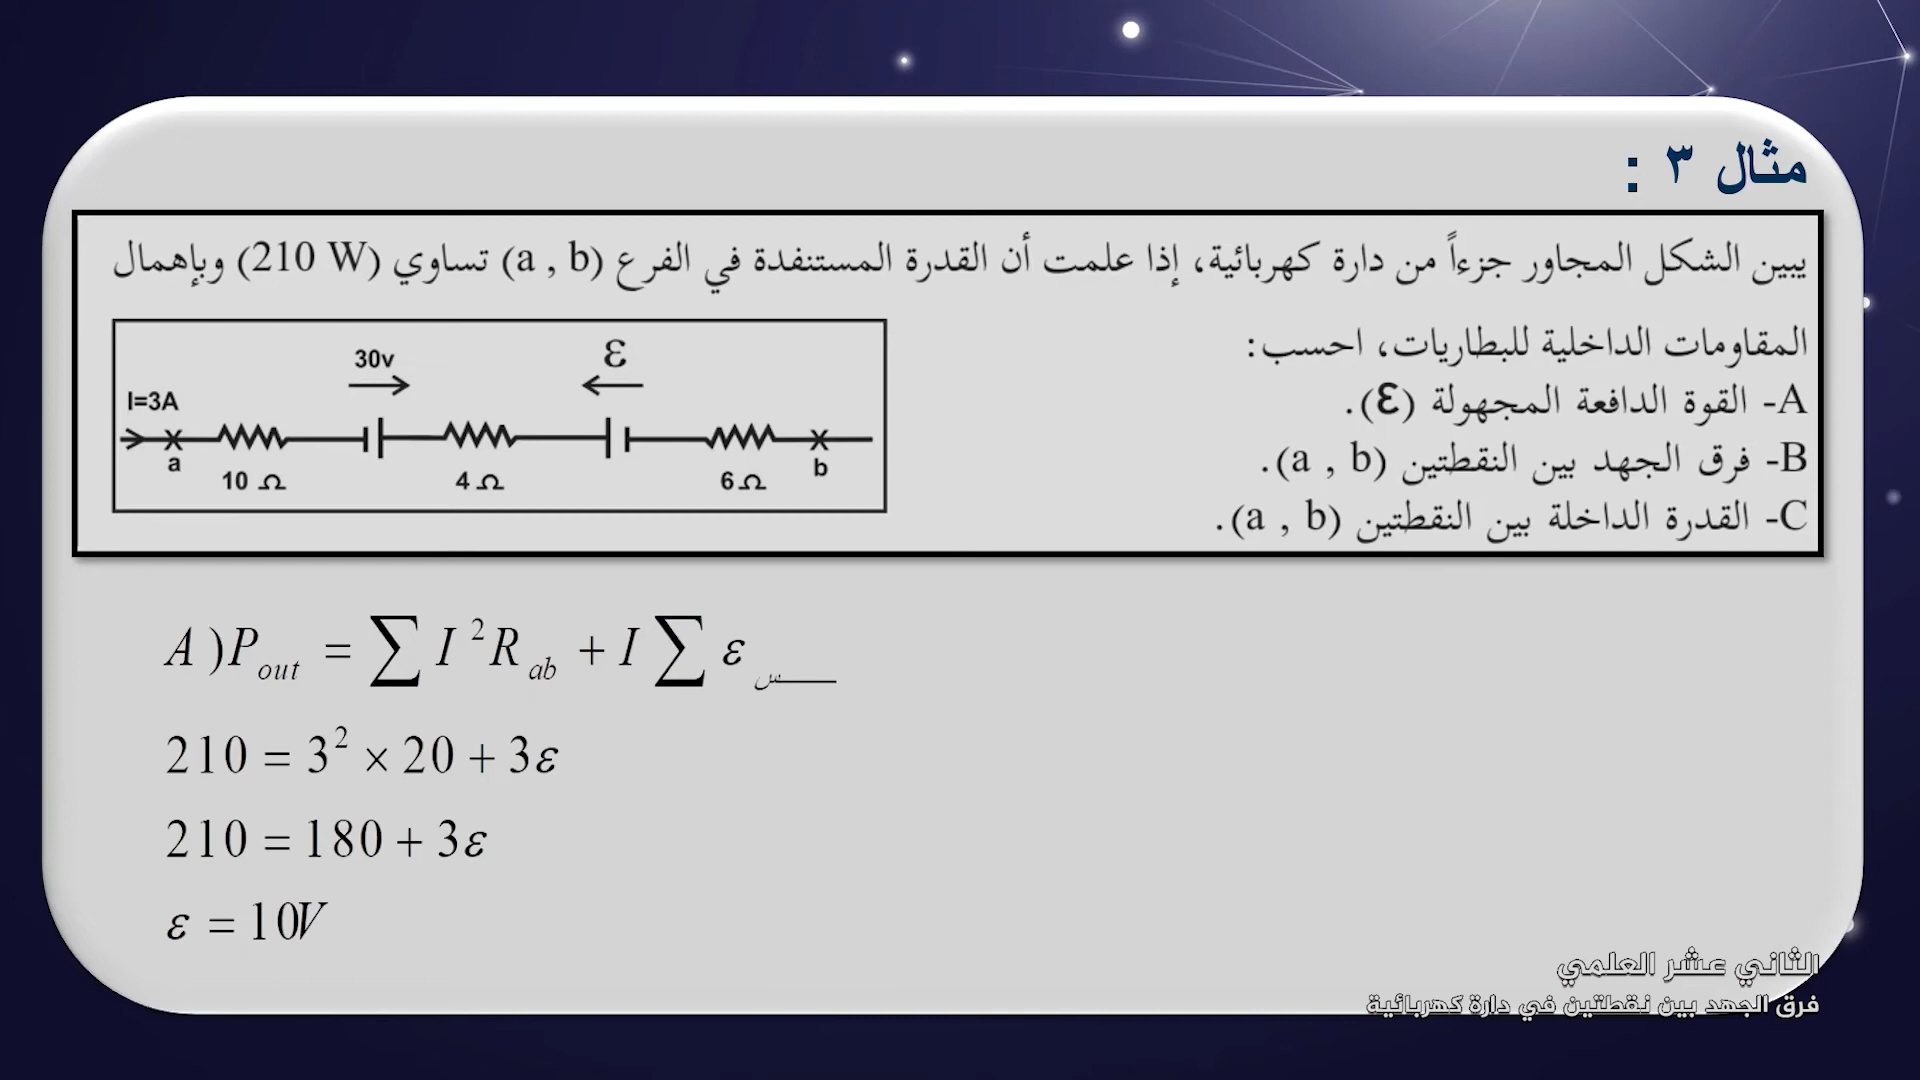 مثال ٣ :
يبين الشكل المجاور جزءاً من دارة كهربائية، إذا علمت أن القدرة المستنفدة في الفرع (a , b) تساوي (210 W) وبإهمال
المقاومات الداخلية للبطاريات، احسب:
A- القوة الدافعة المجهولة (ε).
B- فرق الجهد بين النقطتين (a , b).
C- القدرة الداخلة بين النقطتين (a , b).
30v
ε
I=3A
a
b
10 Ω
4 Ω
6 Ω
A )P_out = ∑ I ² R_ab + I ∑ ε_ســـ
210 = 3² × 20 + 3ε
210 = 180 + 3ε
ε = 10V
الثاني عشر العلمي
فرق الجهد بين نقطتين في دارة كهربائية